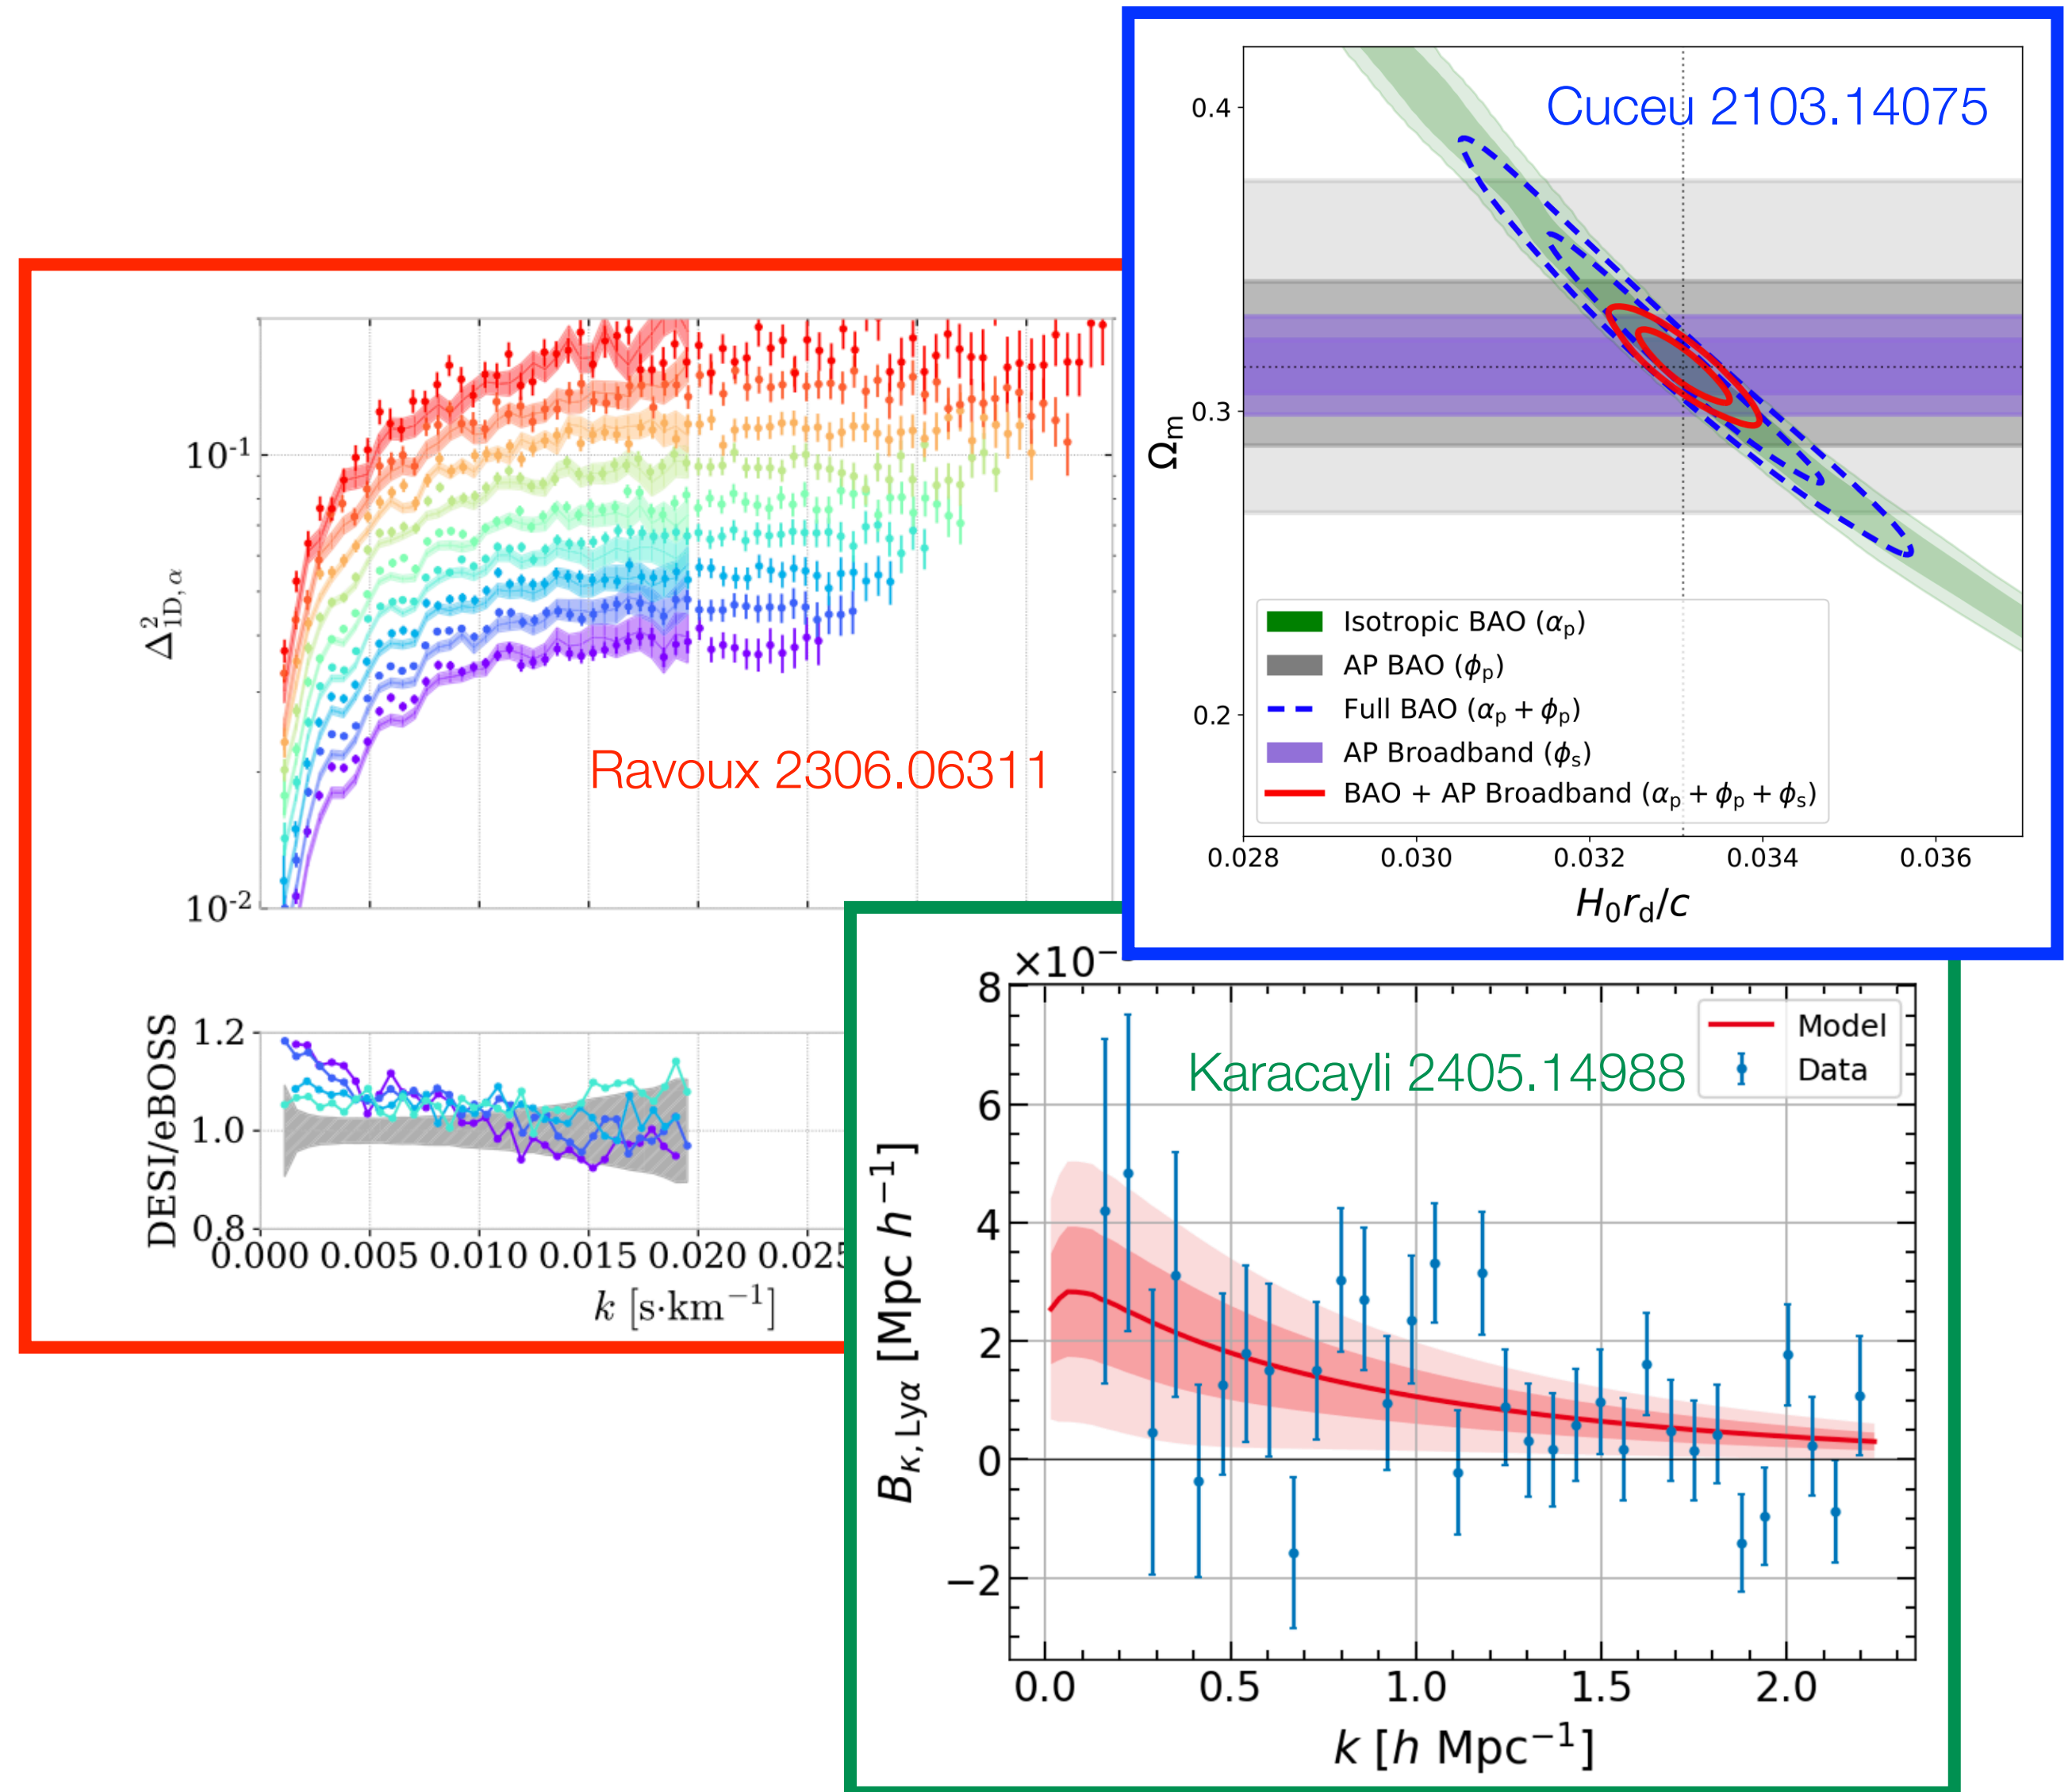 10⁻¹
10⁻²
Δ²1D, α
Ravoux 2306.06311
DESI/eBOSS
1.2
1.0
0.8
0.000 0.005 0.010 0.015 0.020 0.025
k [s·km⁻¹]
Cuceu 2103.14075
0.4
0.3
0.2
Ωm
Isotropic BAO (αp)
AP BAO (ϕp)
Full BAO (αp + ϕp)
AP Broadband (ϕs)
BAO + AP Broadband (αp + ϕp + ϕs)
0.028 0.030 0.032 0.034 0.036
H₀rd/c
×10⁻
8
6
4
2
0
−2
Bκ, Lyα [Mpc h⁻¹]
Model
Data
Karacayli 2405.14988
0.0 0.5 1.0 1.5 2.0
k [h Mpc⁻¹]